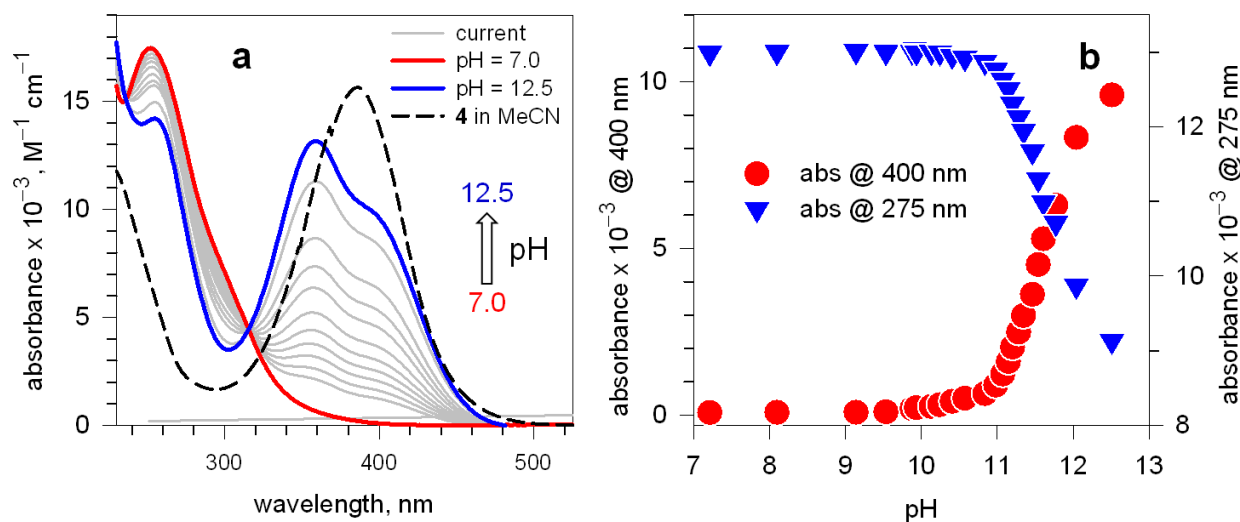 a
current
pH = 7.0
pH = 12.5
4 in MeCN
12.5
pH
7.0
absorbance x 10⁻³, M⁻¹ cm⁻¹
15
10
5
0
300
400
500
wavelength, nm
b
abs @ 400 nm
abs @ 275 nm
absorbance x 10⁻³ @ 400 nm
10
5
0
absorbance x 10⁻³ @ 275 nm
12
10
8
7
8
9
10
11
12
13
pH